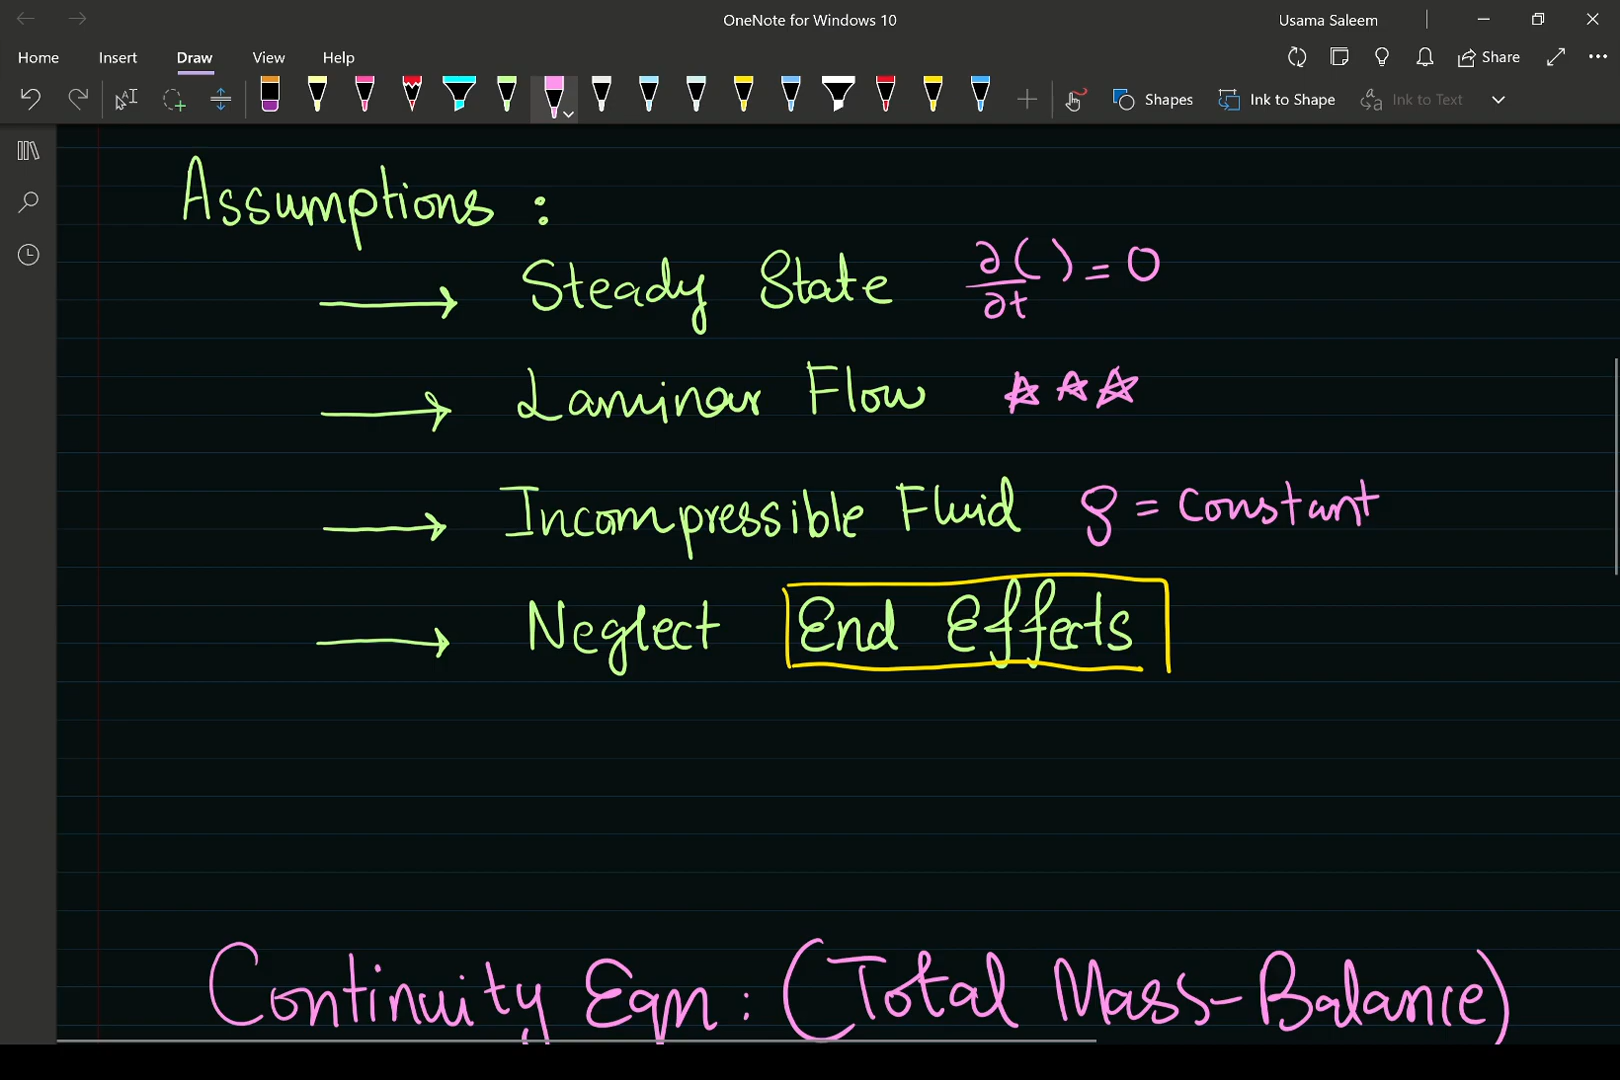 OneNote for Windows 10
Usama Saleem
Home Insert Draw View Help
Share
Shapes Ink to Shape Ink to Text
Assumptions :
→ Steady State ∂( )/∂t = 0
→ Laminar Flow ☆ ☆ ☆
→ Incompressible Fluid ρ = Constant
→ Neglect End Effects
Continuity Eqn : (Total Mass-Balance)